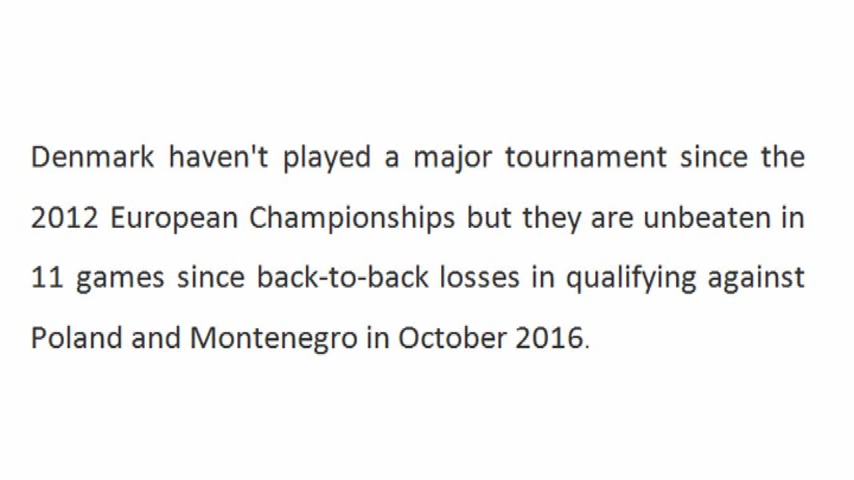 Denmark haven't played a major tournament since the
2012 European Championships but they are unbeaten in
11 games since back-to-back losses in qualifying against
Poland and Montenegro in October 2016.